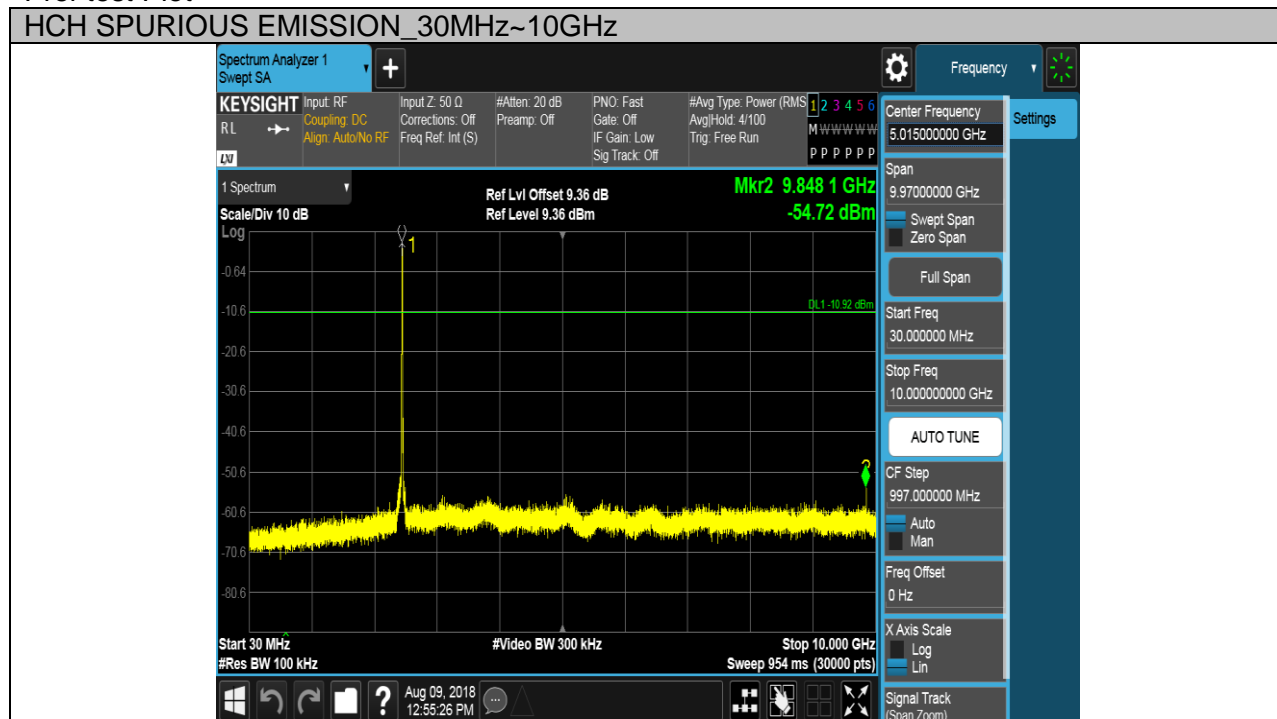 HCH SPURIOUS EMISSION_30MHz~10GHz
Spectrum Analyzer 1
Swept SA
+
Frequency
KEYSIGHT
RL
LXI
Input: RF
Coupling: DC
Align: Auto/No RF
Input Z: 50 Ω
Corrections: Off
Freq Ref: Int (S)
#Atten: 20 dB
Preamp: Off
PNO: Fast
Gate: Off
IF Gain: Low
Sig Track: Off
#Avg Type: Power (RMS
Avg|Hold: 4/100
Trig: Free Run
1 2 3 4 5 6
M W W W W W
P P P P P P
1 Spectrum
Scale/Div 10 dB
Log
Ref Lvl Offset 9.36 dB
Ref Level 9.36 dBm
Mkr2 9.848 1 GHz
-54.72 dBm
1
-0.64
DL1 -10.92 dBm
-10.6
-20.6
-30.6
-40.6
-50.6
-60.6
-70.6
-80.6
Start 30 MHz
#Res BW 100 kHz
#Video BW 300 kHz
Stop 10.000 GHz
Sweep 954 ms (30000 pts)
?
Aug 09, 2018
12:55:26 PM
Center Frequency
5.015000000 GHz
Settings
Span
9.97000000 GHz
Swept Span
Zero Span
Full Span
Start Freq
30.000000 MHz
Stop Freq
10.000000000 GHz
AUTO TUNE
CF Step
997.000000 MHz
Auto
Man
Freq Offset
0 Hz
X Axis Scale
Log
Lin
Signal Track
(Span Zoom)